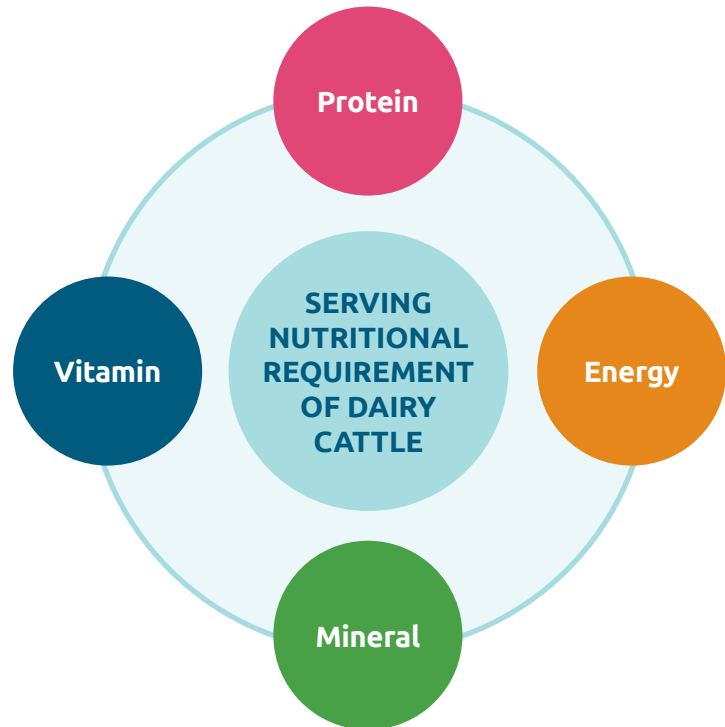 Protein
Vitamin
SERVING
NUTRITIONAL
REQUIREMENT
OF DAIRY
CATTLE
Energy
Mineral